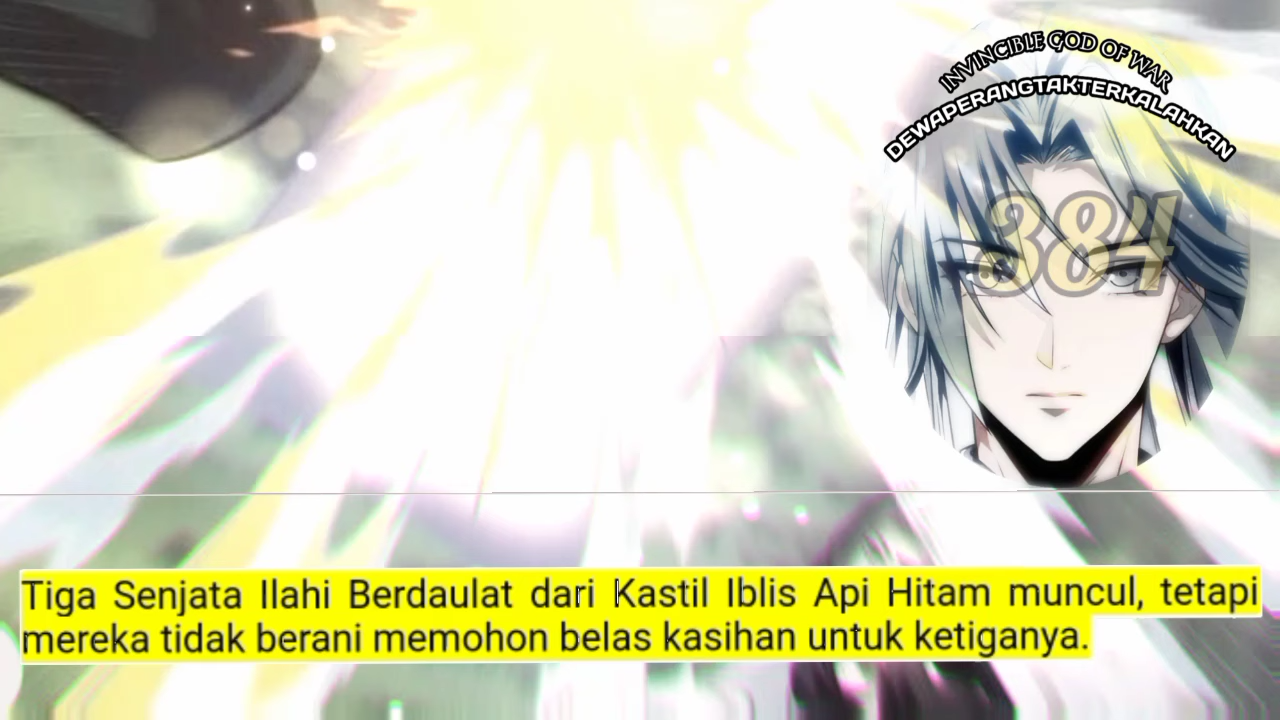 INVINCIBLE GOD OF WAR
DEWAPERANGTAKTERKALAHKAN
384
Tiga Senjata Ilahi Berdaulat dari Kastil Iblis Api Hitam muncul, tetapi
mereka tidak berani memohon belas kasihan untuk ketiganya.